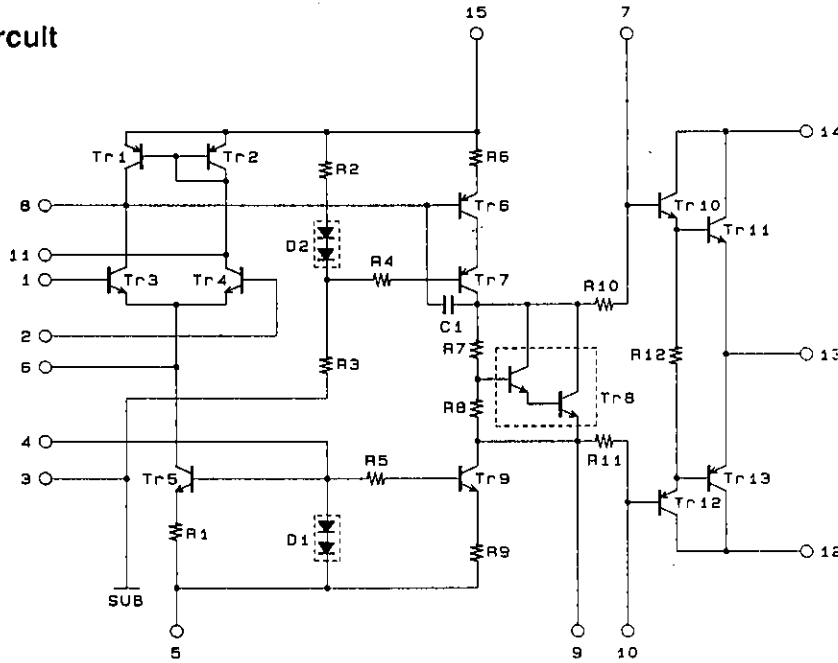 rcuit
15
7
14
R6
Tr1
Tr2
R2
8
Tr6
Tr10
Tr11
11
D2
1
Tr3
Tr4
R4
Tr7
R10
C1
2
R7
R12
13
6
R3
Tr8
R8
4
R11
3
Tr5
R5
Tr9
Tr13
Tr12
R1
D1
R9
12
SUB
5
9
10